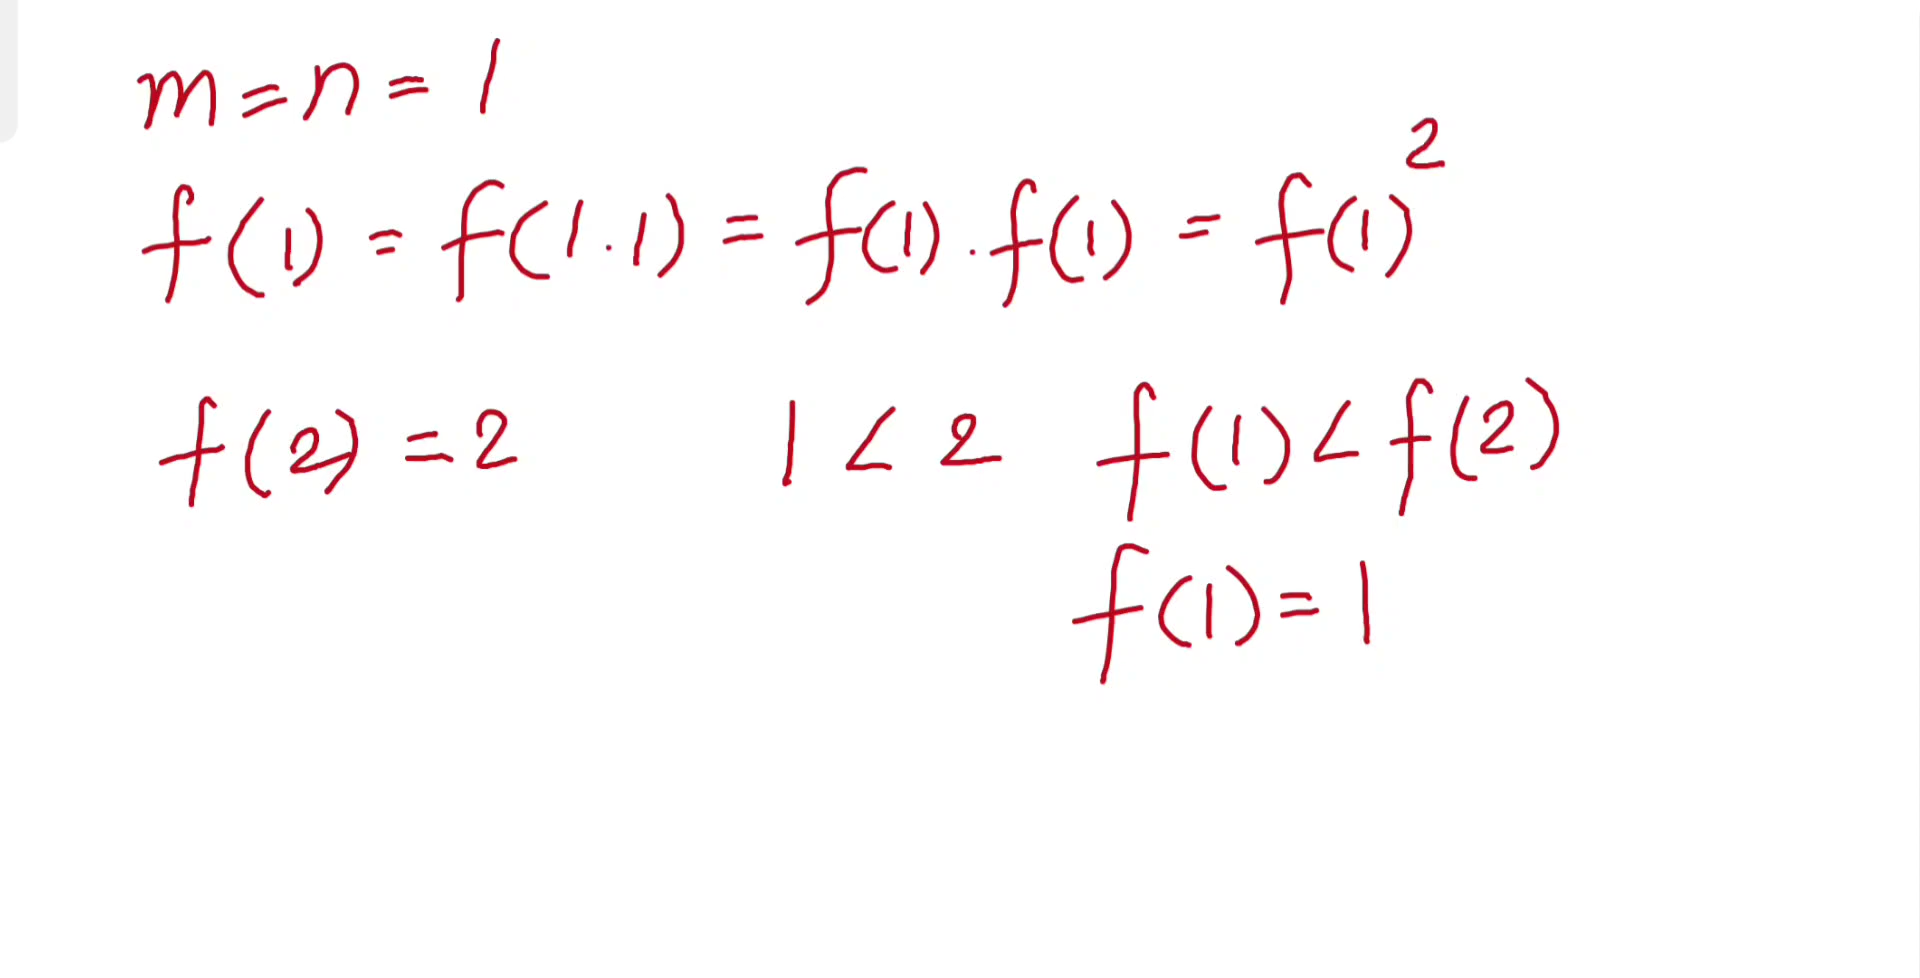 m = n = 1
f(1) = f(1.1) = f(1).f(1) = f(1)²
f(2) = 2 1 < 2 f(1) < f(2)
f(1) = 1